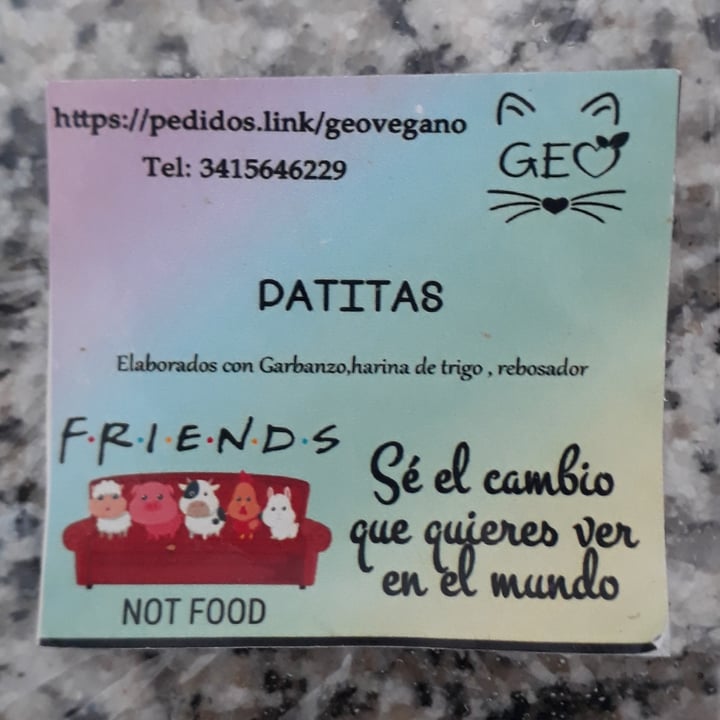 https://pedidos.link/geovegano
Tel: 3415646229
GEO
DATITAS
Elaborados con Garbanzo,harina de trigo , rebosador
F·R·I·E·N·D·S
NOT FOOD
Sé el cambio
que quieres ver
en el mundo